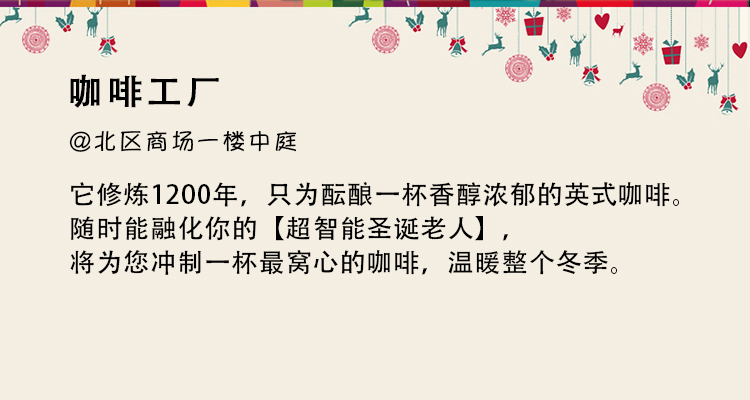 咖啡工厂
@北区商场一楼中庭
它修炼1200年，只为酝酿一杯香醇浓郁的英式咖啡。
随时能融化你的【超智能圣诞老人】，
将为您冲制一杯最窝心的咖啡，温暖整个冬季。